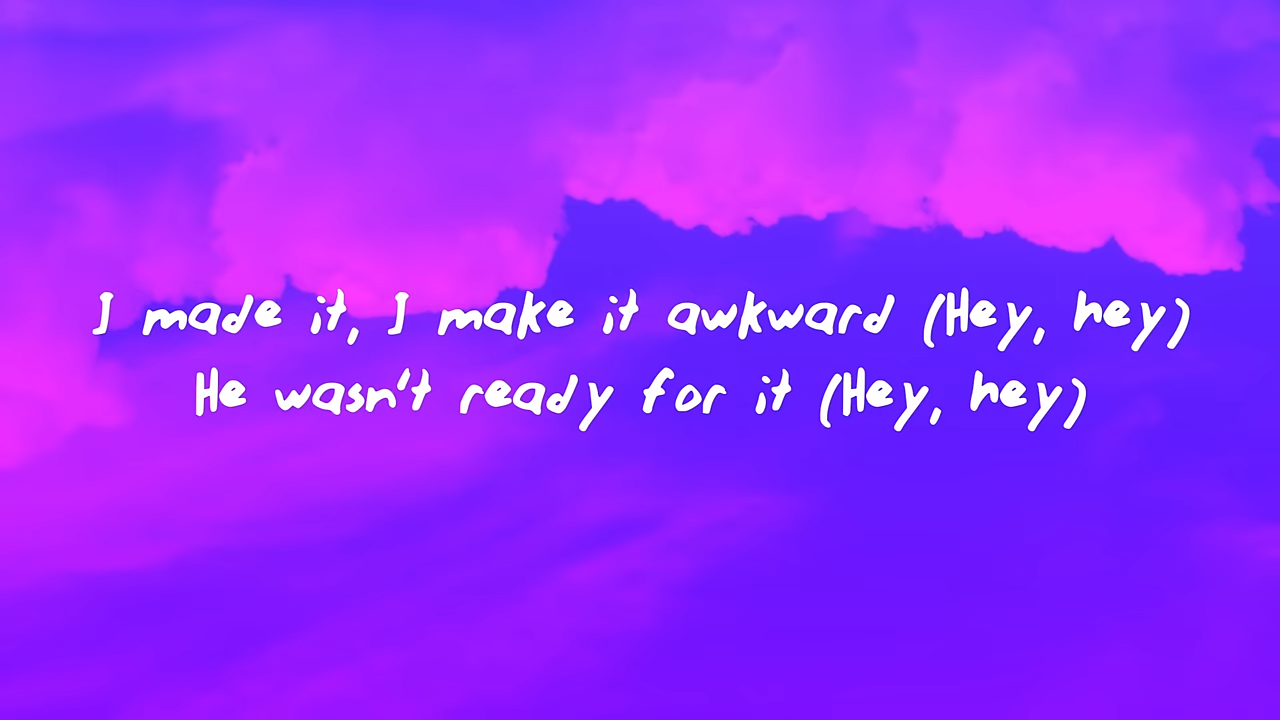 I made it, I make it awkward (Hey, hey)
He wasn't ready for it (Hey, hey)